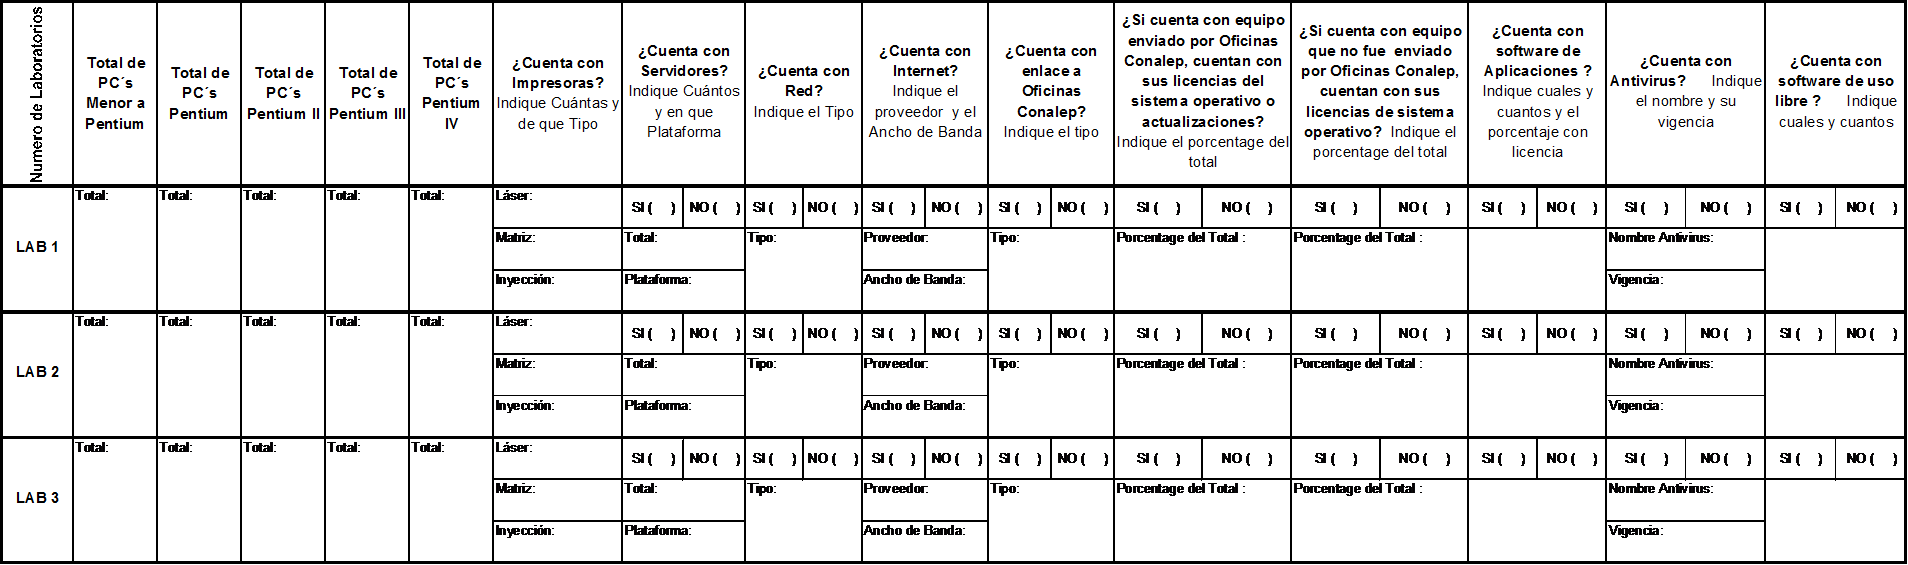 Numero de Laboratorios
Total de
PC´s
Menor a
Pentium
Total de
PC´s
Pentium
Total de
PC´s
Pentium II
Total de
PC´s
Pentium III
Total de
PC´s
Pentium
IV
¿Cuenta con
Impresoras?
Indique Cuántas y
de que Tipo
¿Cuenta con
Servidores?
Indique Cuántos
y en que
Plataforma
¿Cuenta con
Red?
Indique el Tipo
¿Cuenta con
Internet?
Indique el
proveedor y el
Ancho de Banda
¿Cuenta con
enlace a
Oficinas
Conalep?
Indique el tipo
¿Si cuenta con equipo
enviado por Oficinas
Conalep, cuentan con
sus licencias del
sistema operativo o
actualizaciones?
Indique el porcentage del
total
¿Si cuenta con equipo
que no fue enviado
por Oficinas Conalep,
cuentan con sus
licencias de sistema
operativo? Indique el
porcentage del total
¿Cuenta con
software de
Aplicaciones ?
Indique cuales y
cuantos y el
porcentaje con
licencia
¿Cuenta con
Antivirus? Indique
el nombre y su
vigencia
¿Cuenta con
software de uso
libre ? Indique
cuales y cuantos
LAB 1
Total: Total: Total: Total: Total: Láser:
SI ( ) NO ( ) SI ( ) NO ( ) SI ( ) NO ( ) SI ( ) NO ( ) SI ( ) NO ( ) SI ( ) NO ( ) SI ( ) NO ( ) SI ( ) NO ( ) SI ( ) NO ( )
Matriz: Total: Tipo: Proveedor: Tipo: Porcentage del Total : Porcentage del Total : Nombre Antivirus:
Inyección: Plataforma: Ancho de Banda: Vigencia:
LAB 2
Total: Total: Total: Total: Total: Láser:
SI ( ) NO ( ) SI ( ) NO ( ) SI ( ) NO ( ) SI ( ) NO ( ) SI ( ) NO ( ) SI ( ) NO ( ) SI ( ) NO ( ) SI ( ) NO ( ) SI ( ) NO ( )
Matriz: Total: Tipo: Proveedor: Tipo: Porcentage del Total : Porcentage del Total : Nombre Antivirus:
Inyección: Plataforma: Ancho de Banda: Vigencia:
LAB 3
Total: Total: Total: Total: Total: Láser:
SI ( ) NO ( ) SI ( ) NO ( ) SI ( ) NO ( ) SI ( ) NO ( ) SI ( ) NO ( ) SI ( ) NO ( ) SI ( ) NO ( ) SI ( ) NO ( ) SI ( ) NO ( )
Matriz: Total: Tipo: Proveedor: Tipo: Porcentage del Total : Porcentage del Total : Nombre Antivirus:
Inyección: Plataforma: Ancho de Banda: Vigencia: